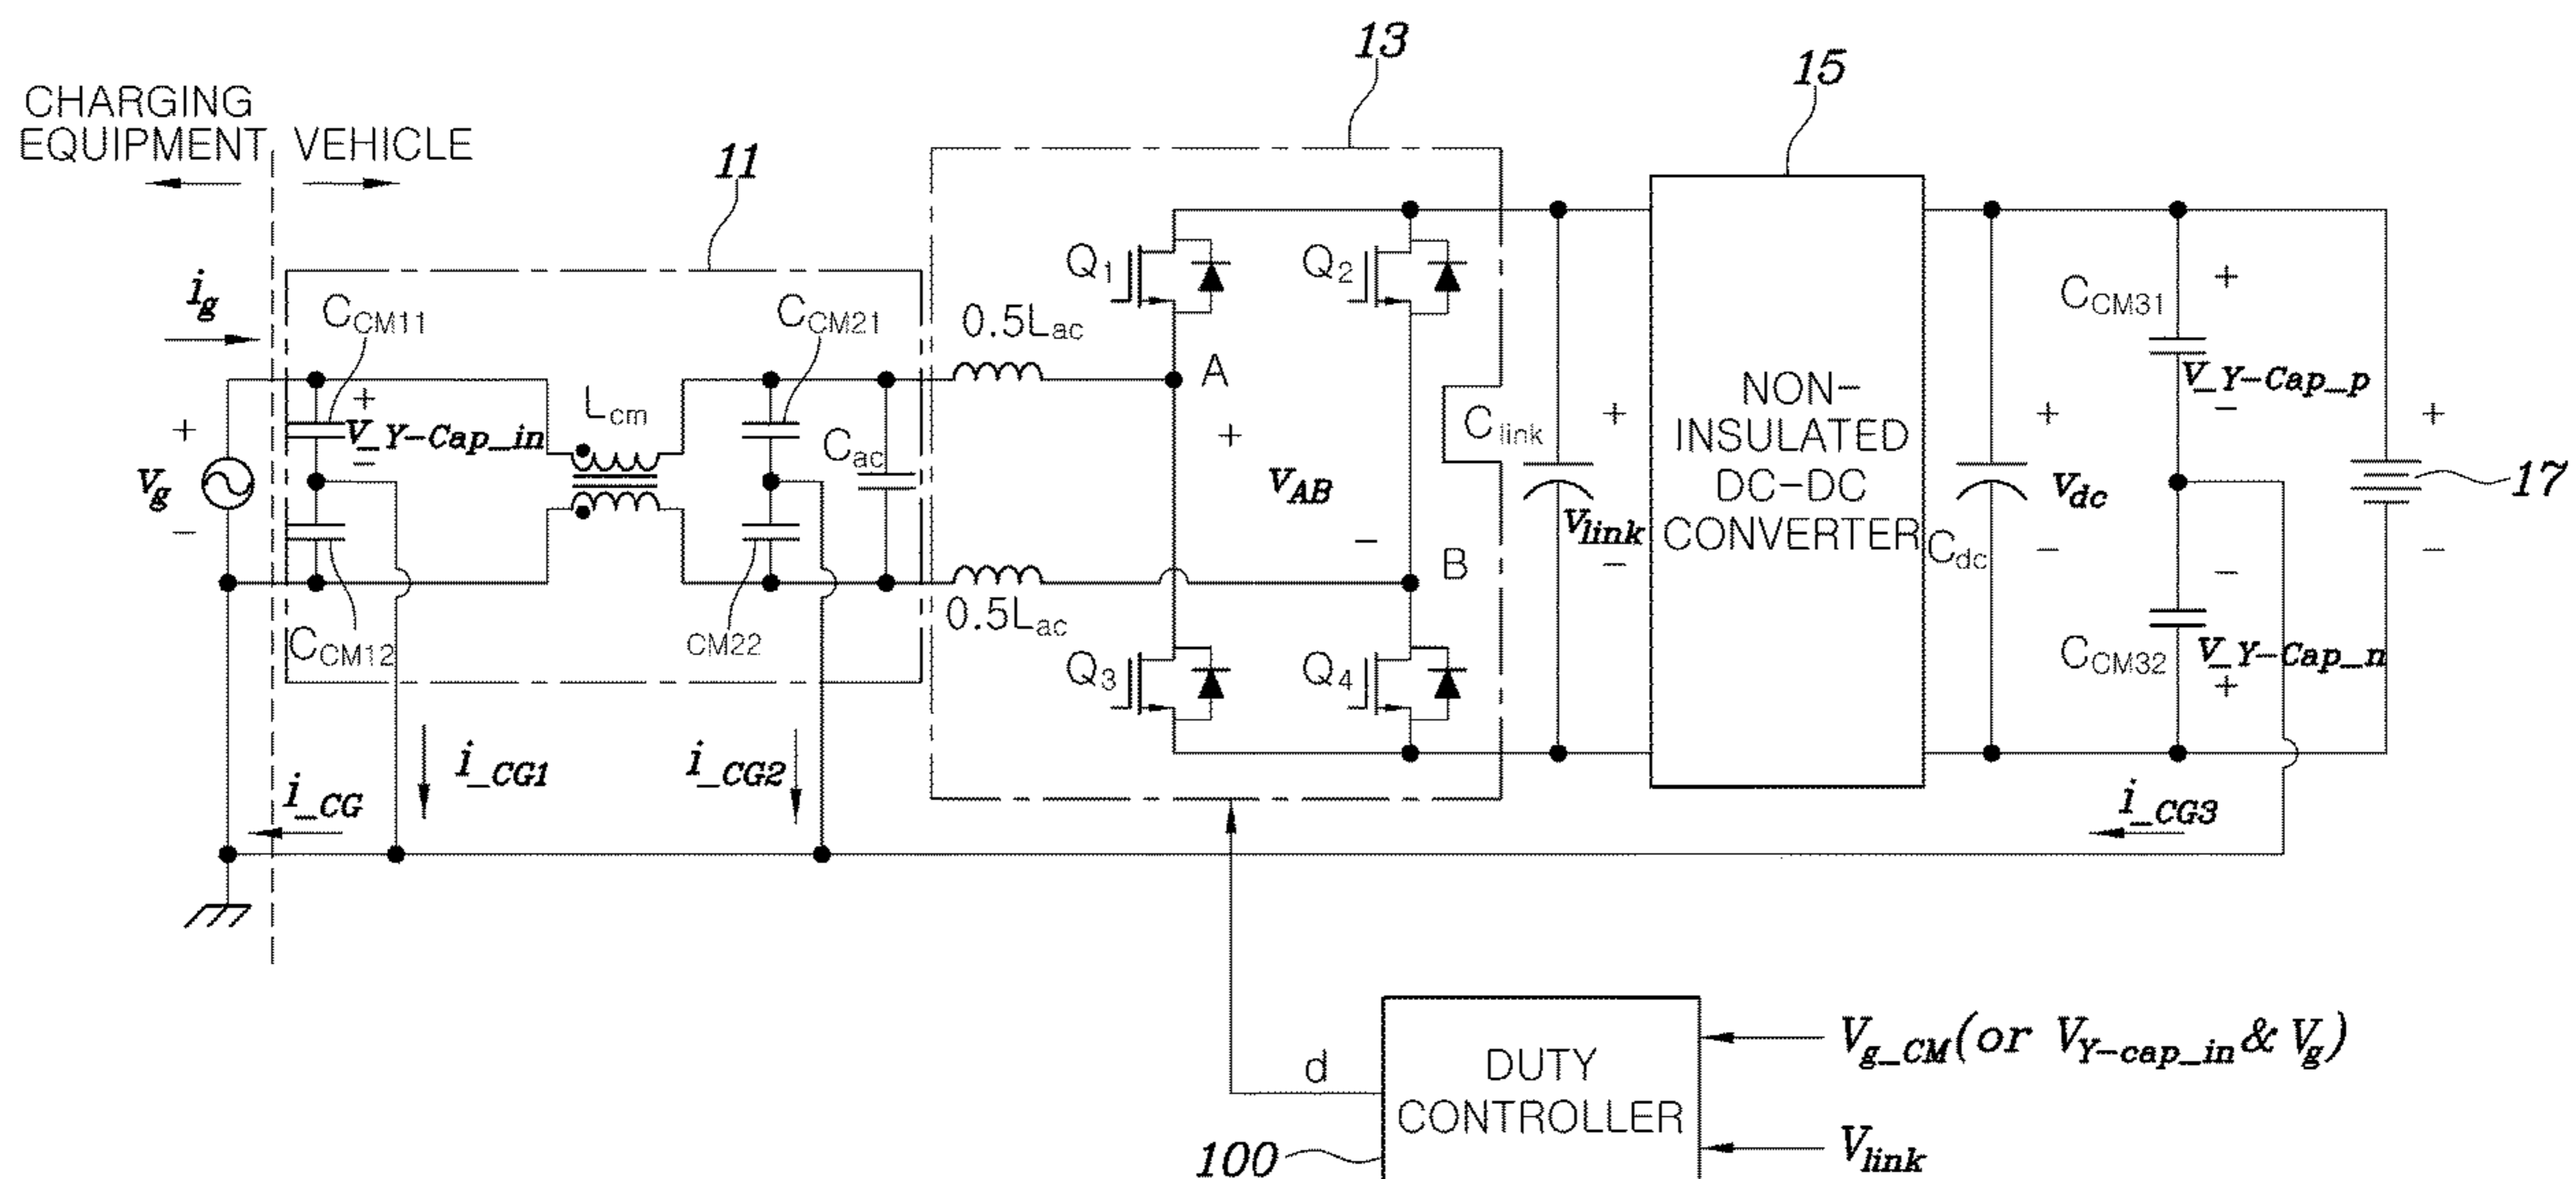 13
15
CHARGING
EQUIPMENT VEHICLE
11
i_g
C_CM11
C_CM21
0.5L_ac
Q_1
Q_2
A
L_cm
+
+
V_Y-Cap_in
−
C_ac
v_g
−
+
V_AB
−
C_link
+
V_link
−
NON-
INSULATED
DC-DC
CONVERTER
C_dc
+
V_dc
−
C_CM31
+
V_Y-Cap_p
−
+
17
−
−
C_CM32
V_Y-Cap_n
+
B
0.5L_ac
C_CM12
CM22
Q_3
Q_4
i_CG1
i_CG2
i_CG
i_CG3
d
DUTY
CONTROLLER
100
V_g_CM(or V_Y-cap_in & V_g)
V_link